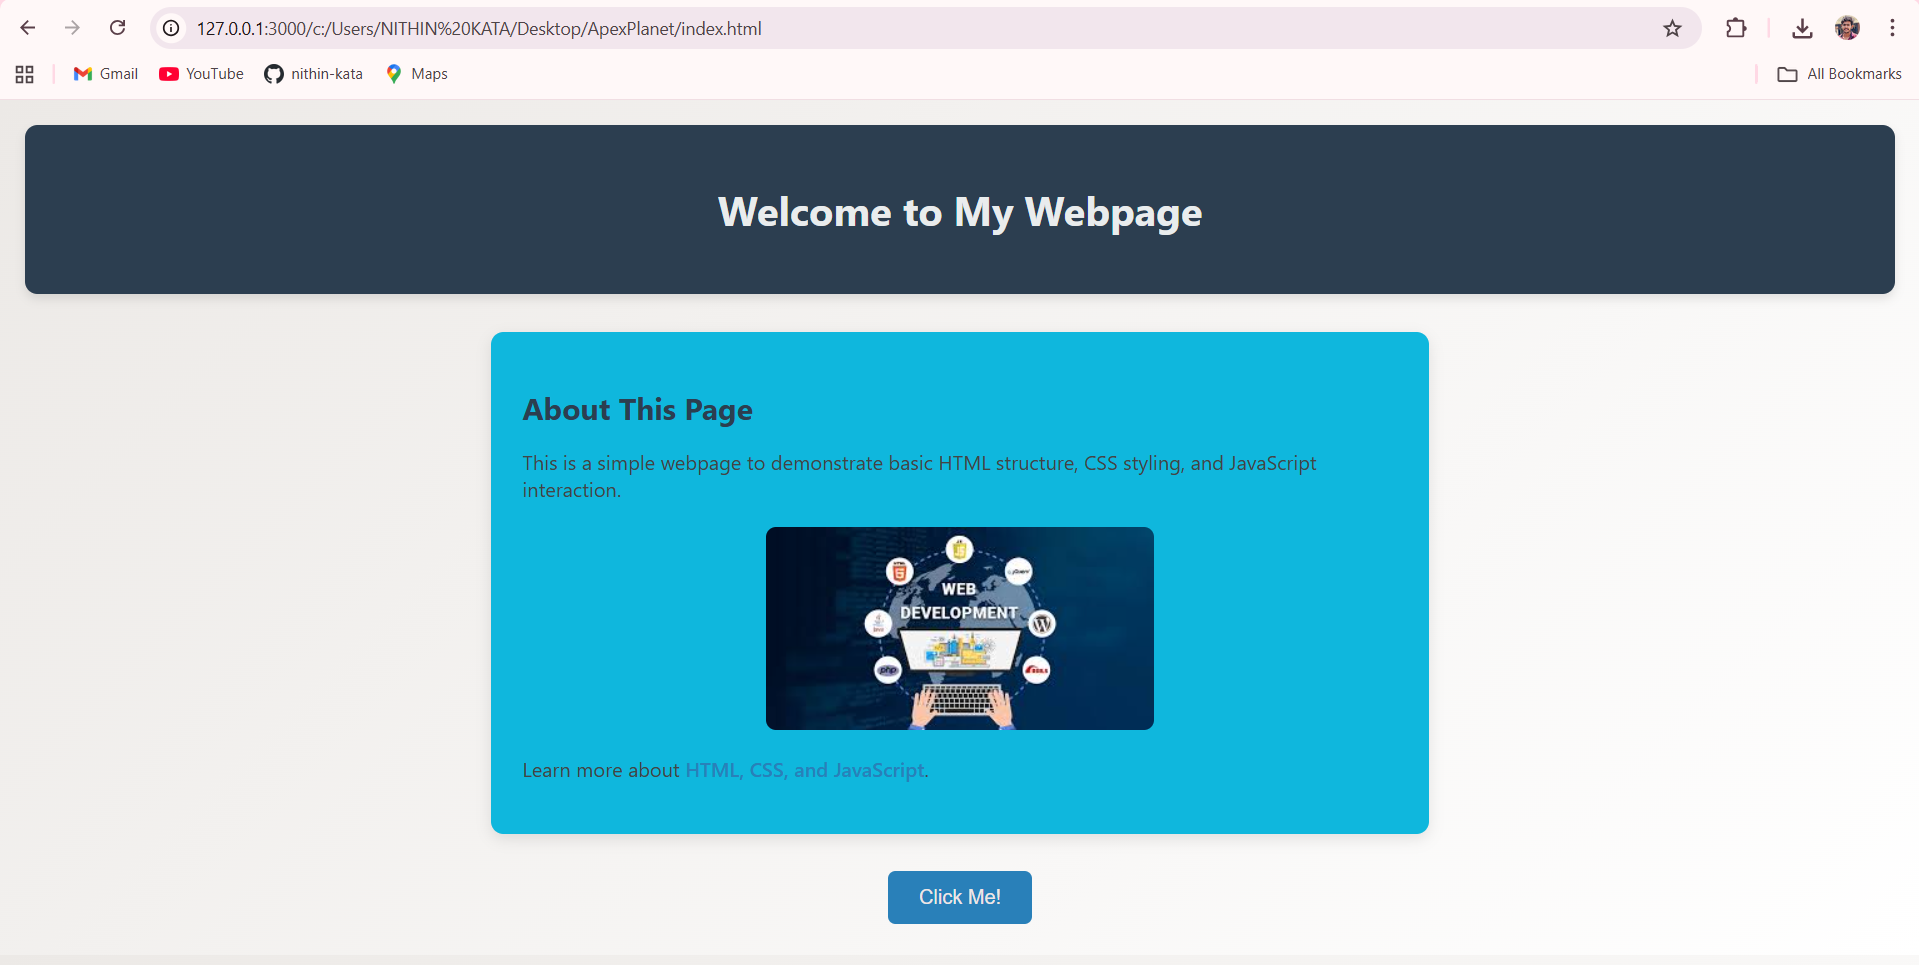 127.0.0.1:3000/c:/Users/NITHIN%20KATA/Desktop/ApexPlanet/index.html
Gmail YouTube nithin-kata Maps All Bookmarks
Welcome to My Webpage
About This Page
This is a simple webpage to demonstrate basic HTML structure, CSS styling, and JavaScript
interaction.
JS
WEB
DEVELOPMENT
php
Learn more about HTML, CSS, and JavaScript.
Click Me!